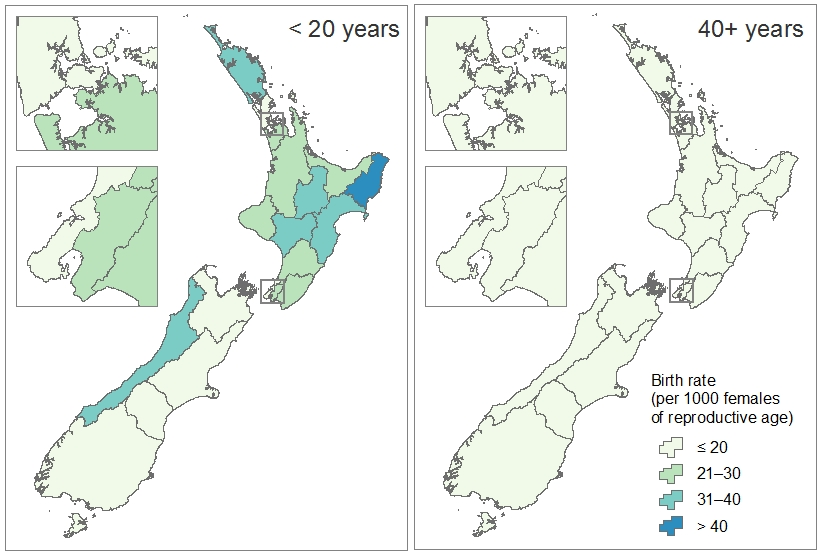 < 20 years
40+ years
Birth rate
(per 1000 females
of reproductive age)
≤ 20
21–30
31–40
> 40